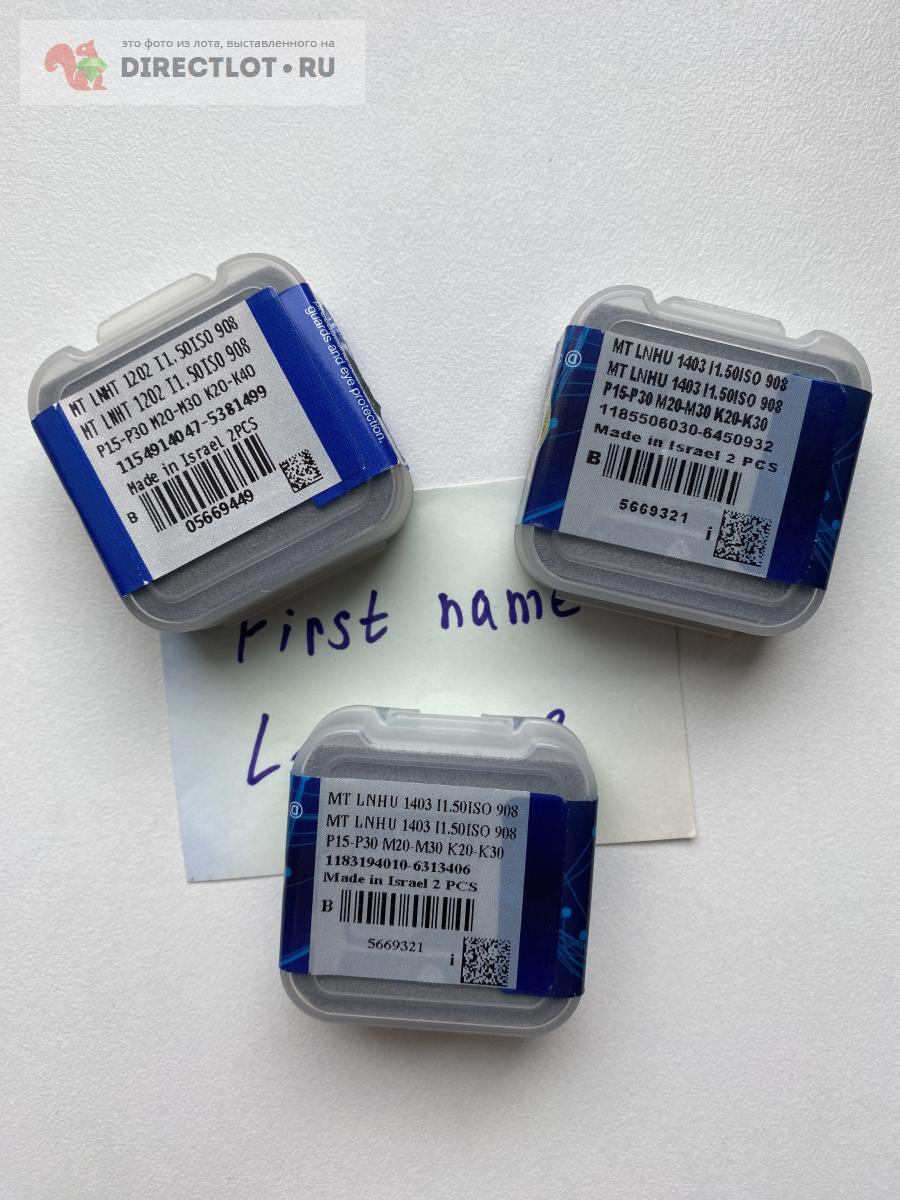 это фото из лота, выставленного на
DIRECTLOT.RU
guards and eye protection.
MT LNHT 1202 I1.50ISO 908
MT LNHT 1202 I1.50ISO 908
P15-P30 M20-M30 K20-K40
1154914047-5381499
Made in Israel 2PCS
B
05669449
D
MT LNHU 1403 I1.50ISO 908
MT LNHU 1403 I1.50ISO 908
P15-P30 M20-M30 K20-K30
1185506030-6450932
Made in Israel 2 PCS
B
5669321
i
First name
D
MT LNHU 1403 I1.50ISO 908
MT LNHU 1403 I1.50ISO 908
P15-P30 M20-M30 K20-K30
1183194010-6313406
Made in Israel 2 PCS
B
5669321
i